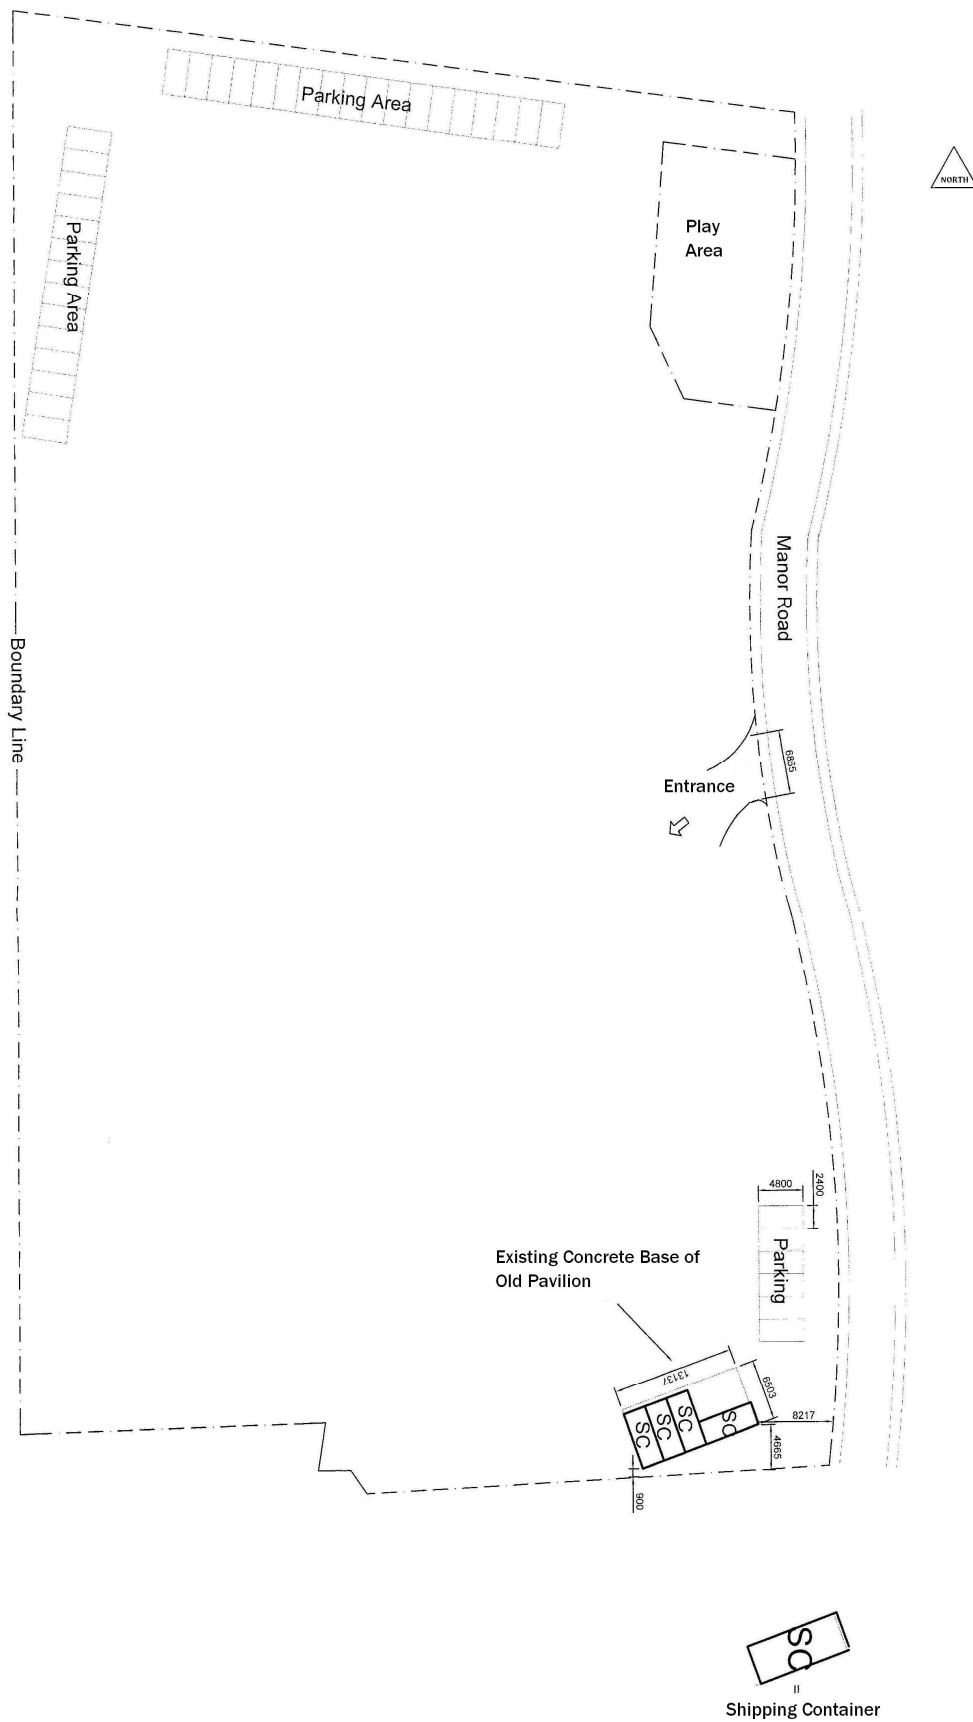 Parking Area
NORTH
Parking Area
Play
Area
Manor Road
Boundary Line
6865
Entrance
4800
2400
Parking
Existing Concrete Base of
Old Pavilion
13137
6503
SC
SC
SC
SC
8217
4665
900
SC
=
Shipping Container